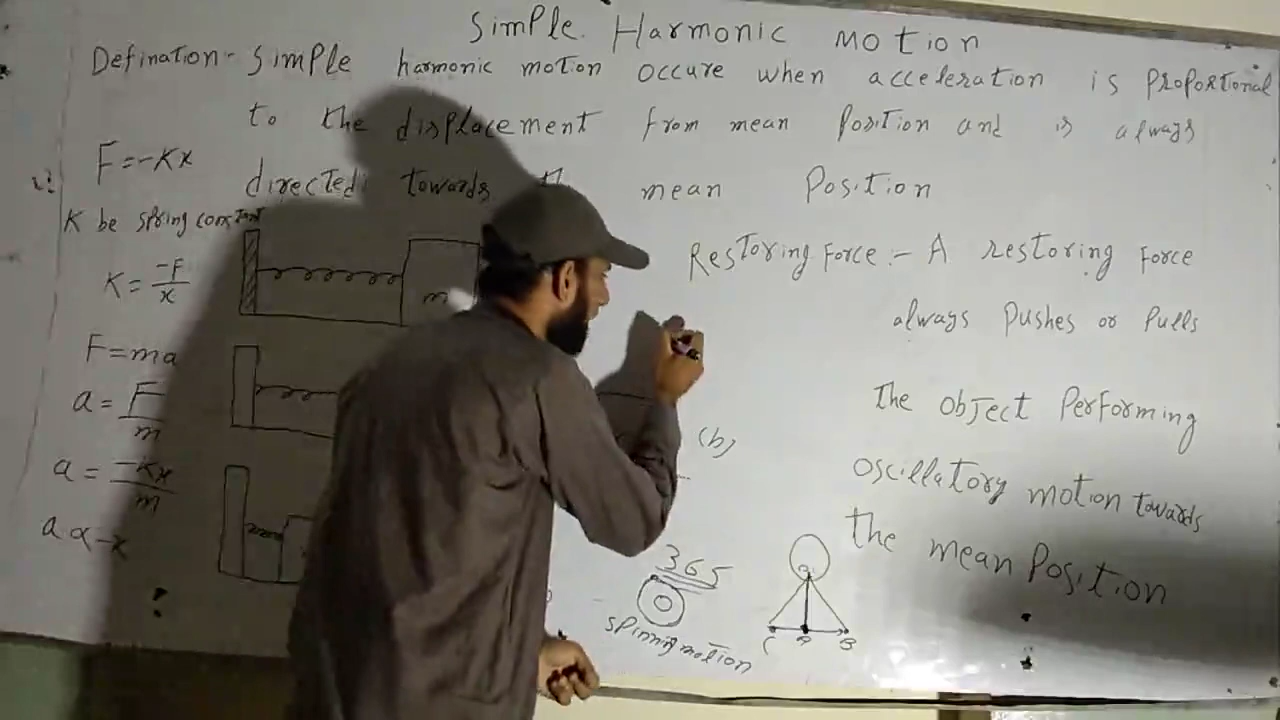 Simple Harmonic motion
Defination - Simple harmonic motion occure when acceleration is proportional
to the displacement from mean position and is always
directed towards mean position
F=-Kx
K be spring constant
K = -F/x
F=ma
a = F/m
a = -Kx/m
a α -x
m
(b)
Restoring Force :- A restoring force
always pushes or pulls
the object performing
oscillatory motion towards
the mean position
365
spinning motion
C A B